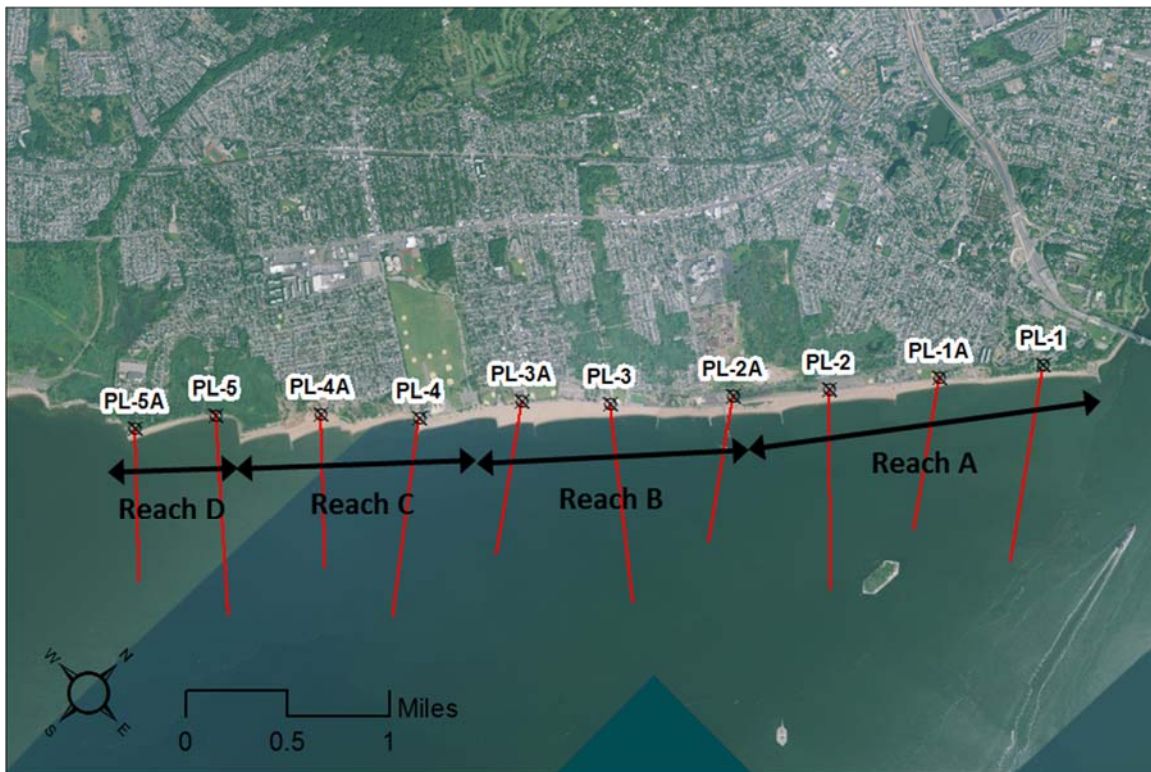 PL-5A
PL-5
PL-4A
PL-4
PL-3A
PL-3
PL-2A
PL-2
PL-1A
PL-1
Reach D
Reach C
Reach B
Reach A
W
N
S
E
Miles
0 0.5 1